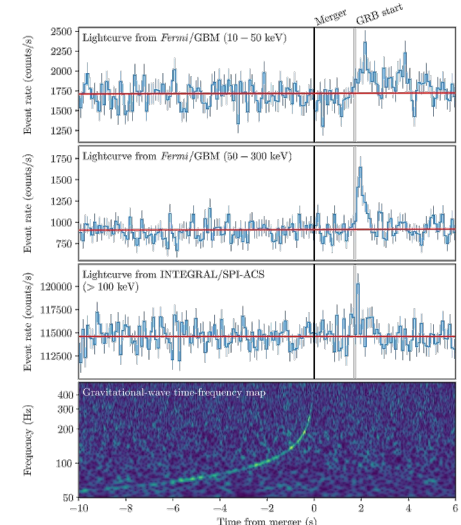 Merger
GRB start
Lightcurve from Fermi/GBM (10 − 50 keV)
Event rate (counts/s)
2500
2250
2000
1750
1500
1250
Lightcurve from Fermi/GBM (50 − 300 keV)
Event rate (counts/s)
1750
1500
1250
1000
750
Lightcurve from INTEGRAL/SPI-ACS
(> 100 keV)
Event rate (counts/s)
120000
117500
115000
112500
Gravitational-wave time-frequency map
Frequency (Hz)
400
300
200
100
50
−10 −8 −6 −4 −2 0 2 4 6
Time from merger (s)